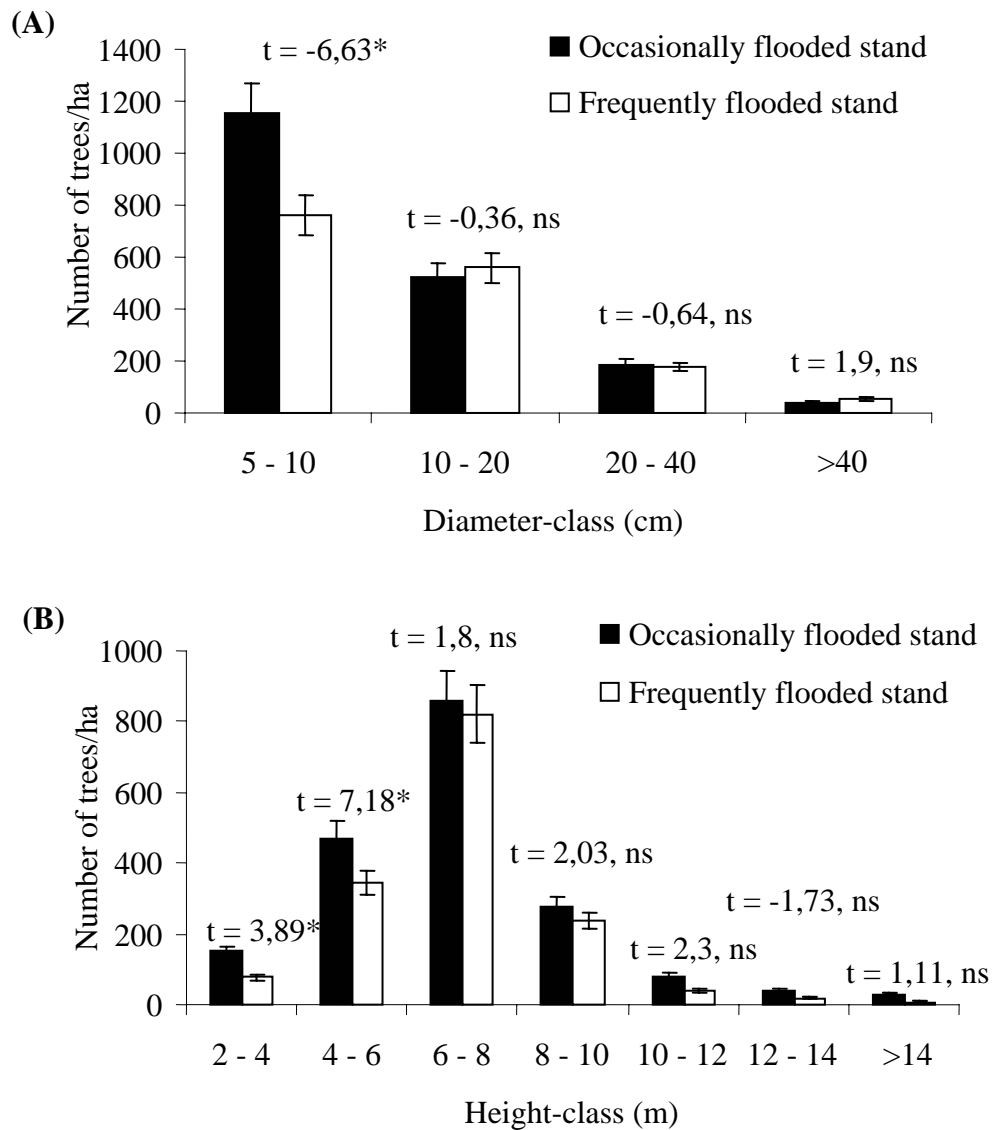 (A)
t = -6,63*
Occasionally flooded stand
Frequently flooded stand
t = -0,36, ns
t = -0,64, ns
t = 1,9, ns
Number of trees/ha
1400
1200
1000
800
600
400
200
0
5 - 10
10 - 20
20 - 40
>40
Diameter-class (cm)
(B)
t = 1,8, ns
Occasionally flooded stand
Frequently flooded stand
t = 7,18*
t = 2,03, ns
t = 3,89*
t = -1,73, ns
t = 2,3, ns
t = 1,11, ns
Number of trees/ha
1000
800
600
400
200
0
2 - 4
4 - 6
6 - 8
8 - 10
10 - 12
12 - 14
>14
Height-class (m)